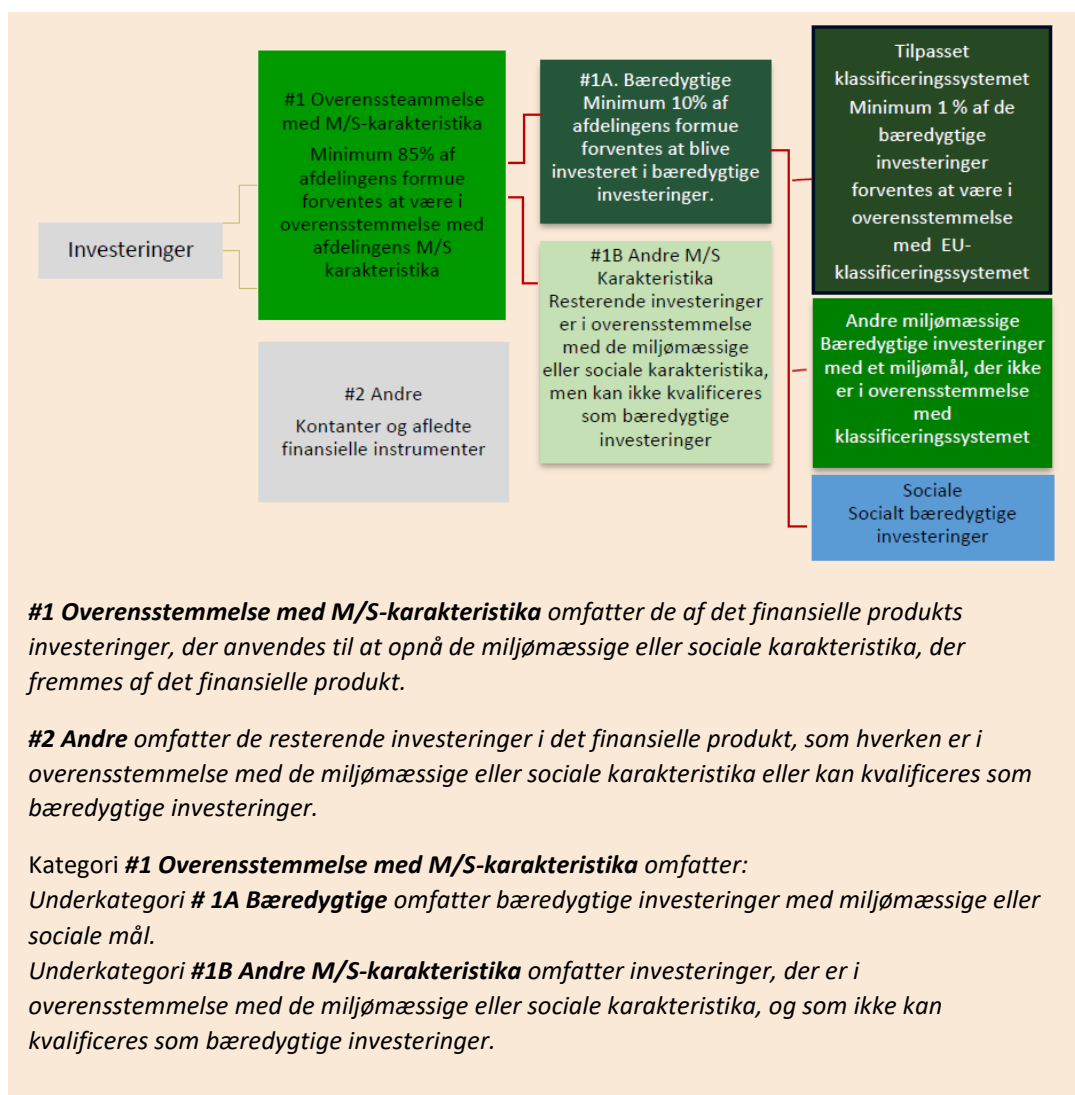 Investeringer
#1 Overenssteammelse
med M/S-karakteristika
Minimum 85% af
afdelingens formue
forventes at være i
overensstemmelse med
afdelingens M/S
karakteristika
#2 Andre
Kontanter og afledte
finansielle instrumenter
#1A. Bæredygtige
Minimum 10% af
afdelingens formue
forventes at blive
investeret i bæredygtige
investeringer.
#1B Andre M/S
Karakteristika
Resterende investeringer
er i overensstemmelse
med de miljømæssige
eller sociale karakteristika,
men kan ikke kvalificeres
som bæredygtige
investeringer
Tilpasset
klassificeringssystemet
Minimum 1 % af de
bæredygtige
investeringer
forventes at være i
overensstemmelse
med EU-
klassificeringssystemet
Andre miljømæssige
Bæredygtige investeringer
med et miljømål, der ikke
er i overensstemmelse
med
klassificeringssystemet
Sociale
Socialt bæredygtige
investeringer
#1 Overensstemmelse med M/S-karakteristika omfatter de af det finansielle produkts
investeringer, der anvendes til at opnå de miljømæssige eller sociale karakteristika, der
fremmes af det finansielle produkt.
#2 Andre omfatter de resterende investeringer i det finansielle produkt, som hverken er i
overensstemmelse med de miljømæssige eller sociale karakteristika eller kan kvalificeres som
bæredygtige investeringer.
Kategori #1 Overensstemmelse med M/S-karakteristika omfatter:
Underkategori # 1A Bæredygtige omfatter bæredygtige investeringer med miljømæssige eller
sociale mål.
Underkategori #1B Andre M/S-karakteristika omfatter investeringer, der er i
overensstemmelse med de miljømæssige eller sociale karakteristika, og som ikke kan
kvalificeres som bæredygtige investeringer.